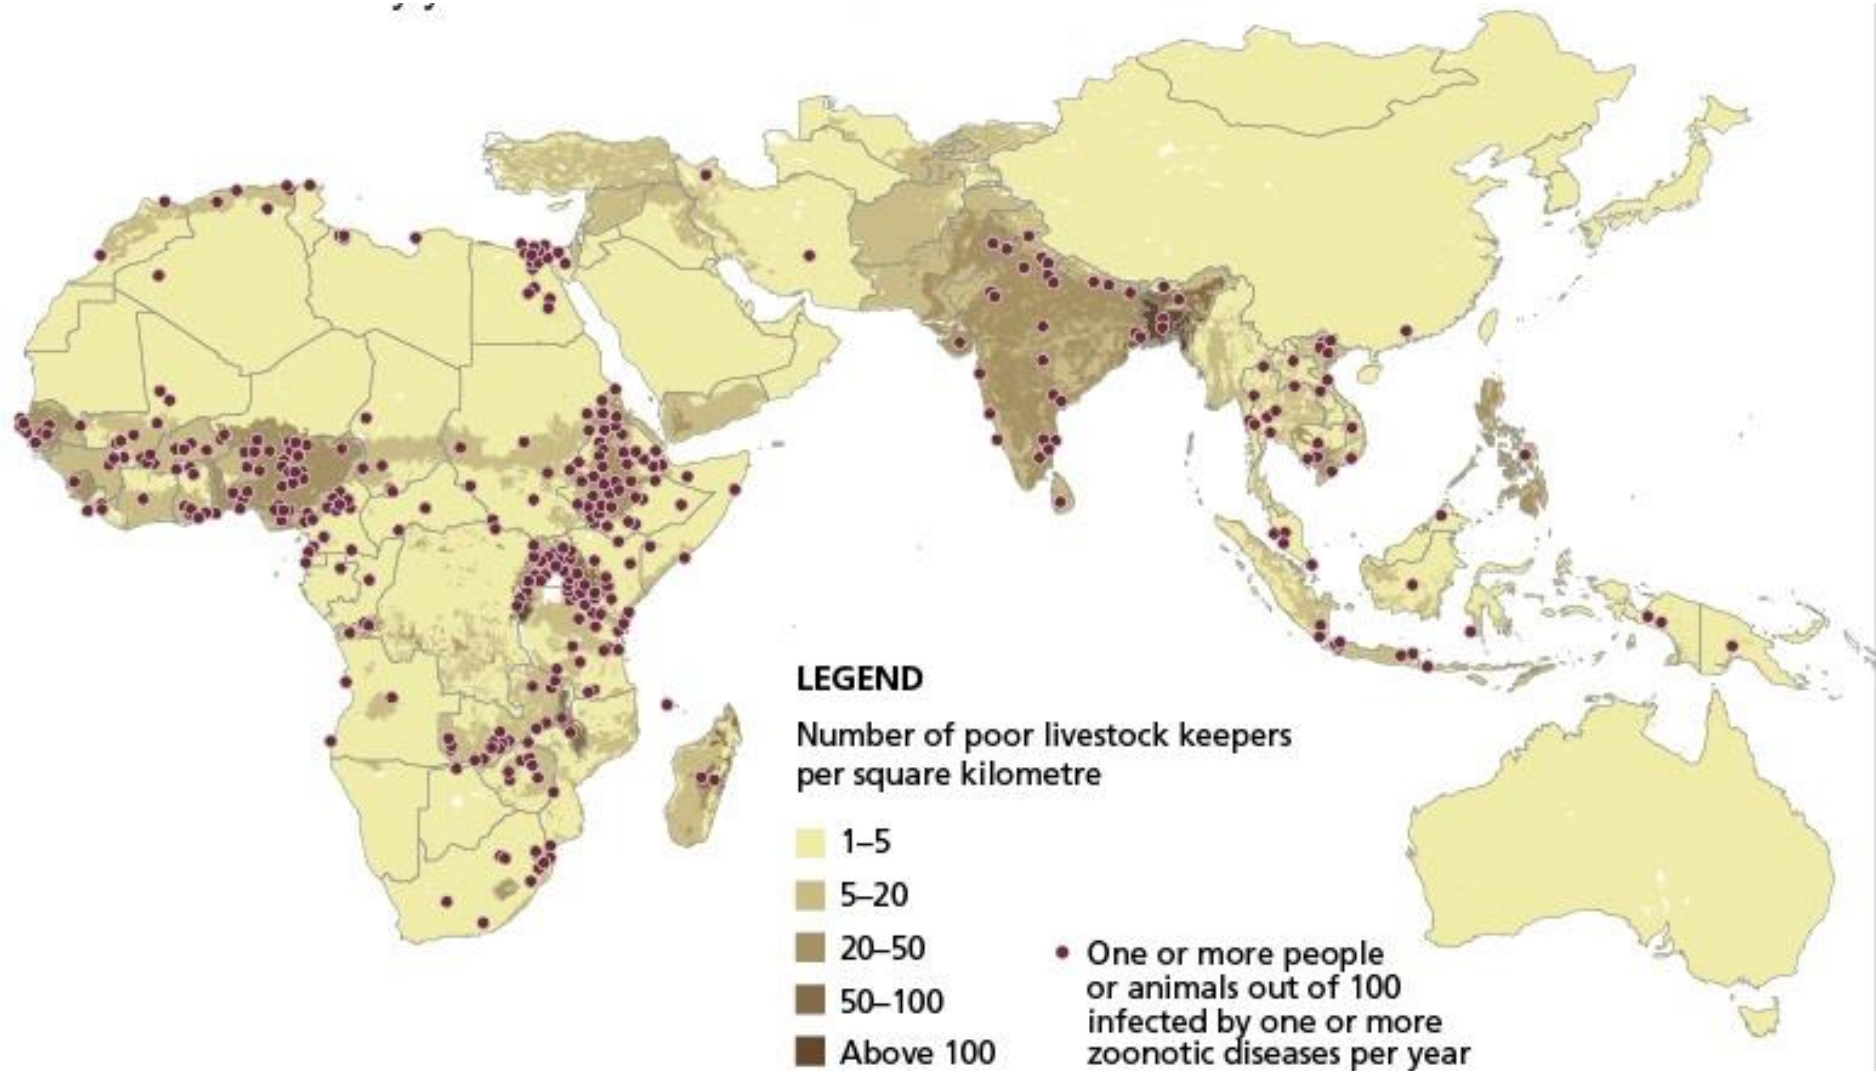 LEGEND
Number of poor livestock keepers
per square kilometre
1–5
5–20
20–50
50–100
Above 100
One or more people
or animals out of 100
infected by one or more
zoonotic diseases per year